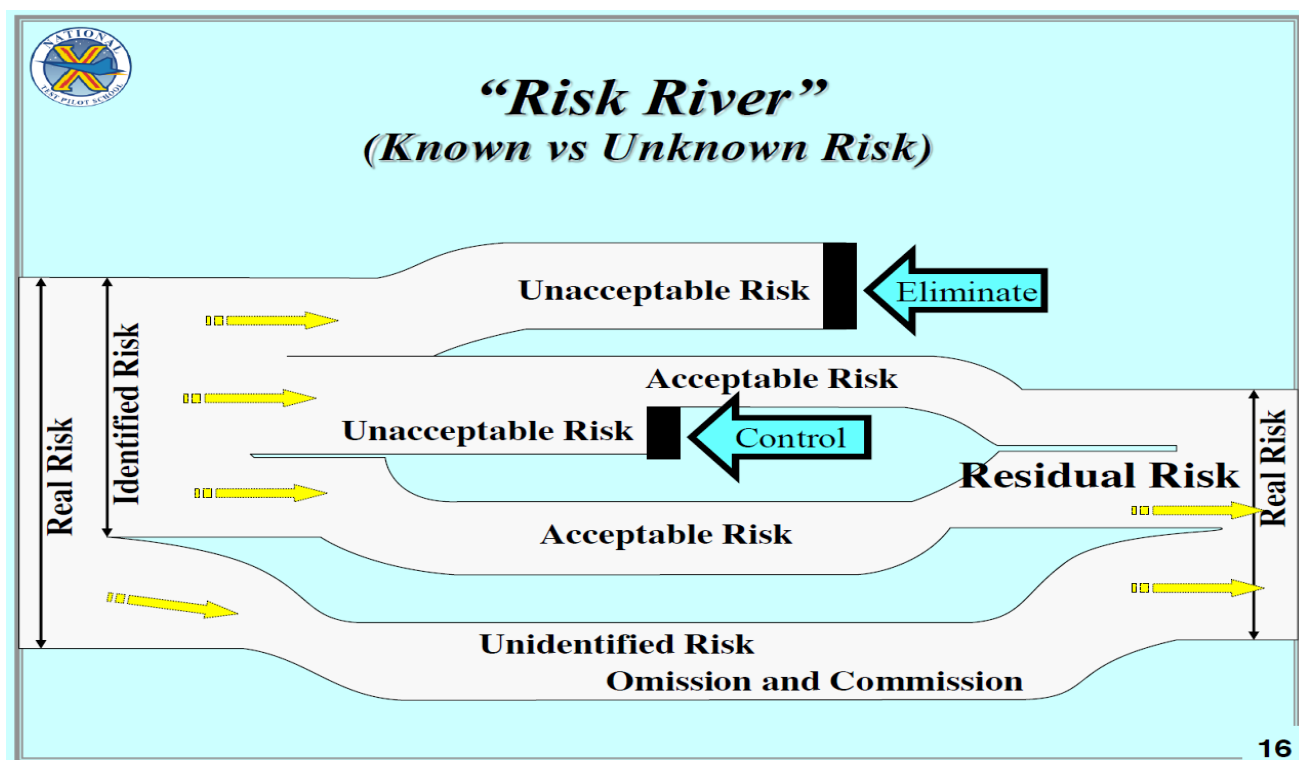 NATIONAL
X
TEST PILOT SCHOOL
“Risk River”
(Known vs Unknown Risk)
Unacceptable Risk
Eliminate
Acceptable Risk
Unacceptable Risk
Control
Real Risk
Identified Risk
Residual Risk
Real Risk
Acceptable Risk
Unidentified Risk
Omission and Commission
16